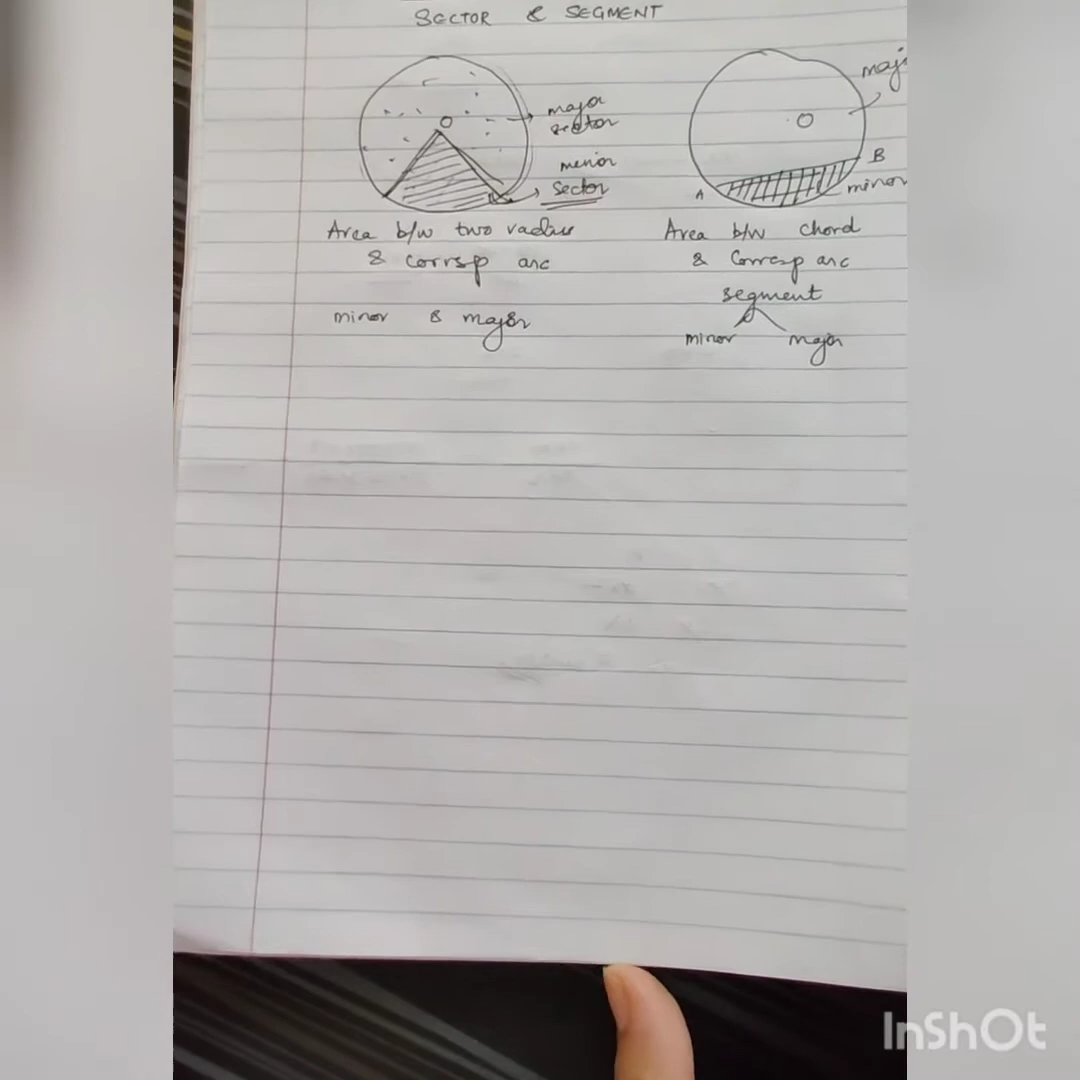 SECTOR & SEGMENT
O
major
sector
minor
sector
Area b/w two radius
& corrsp arc
minor & major
maj
O
B
A
minor
Area b/w chord
& Corresp arc
segment
minor major
InShOt